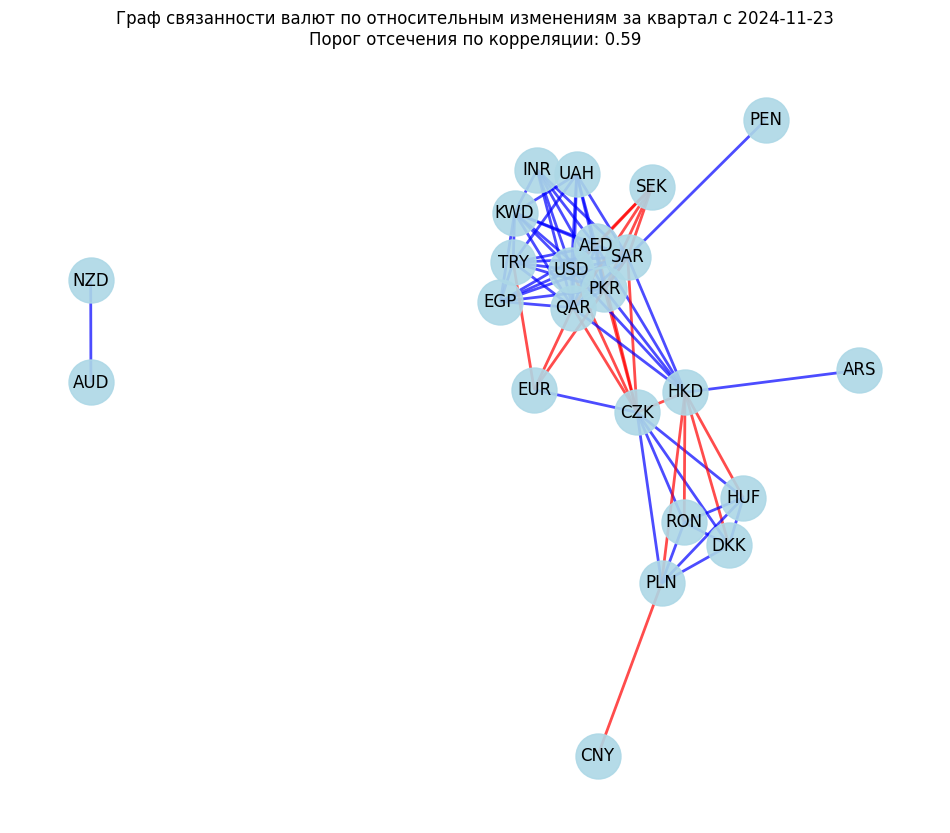 Граф связанности валют по относительным изменениям за квартал с 2024-11-23
Порог отсечения по корреляции: 0.59
PEN
INR
UAH
SEK
KWD
AED
SAR
TRY
USD
NZD
PKR
EGP
QAR
ARS
AUD
EUR
HKD
CZK
HUF
RON
DKK
PLN
CNY